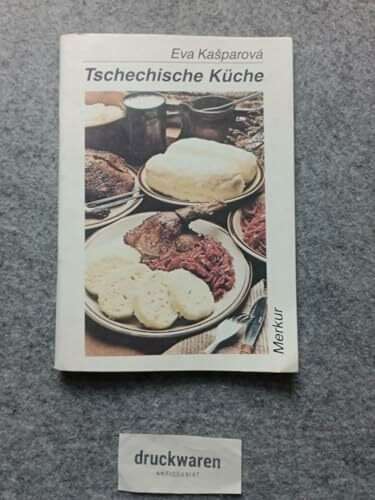 Eva Kašparová
Tschechische Küche
Merkur
druckwaren
ANTIQUARIAT